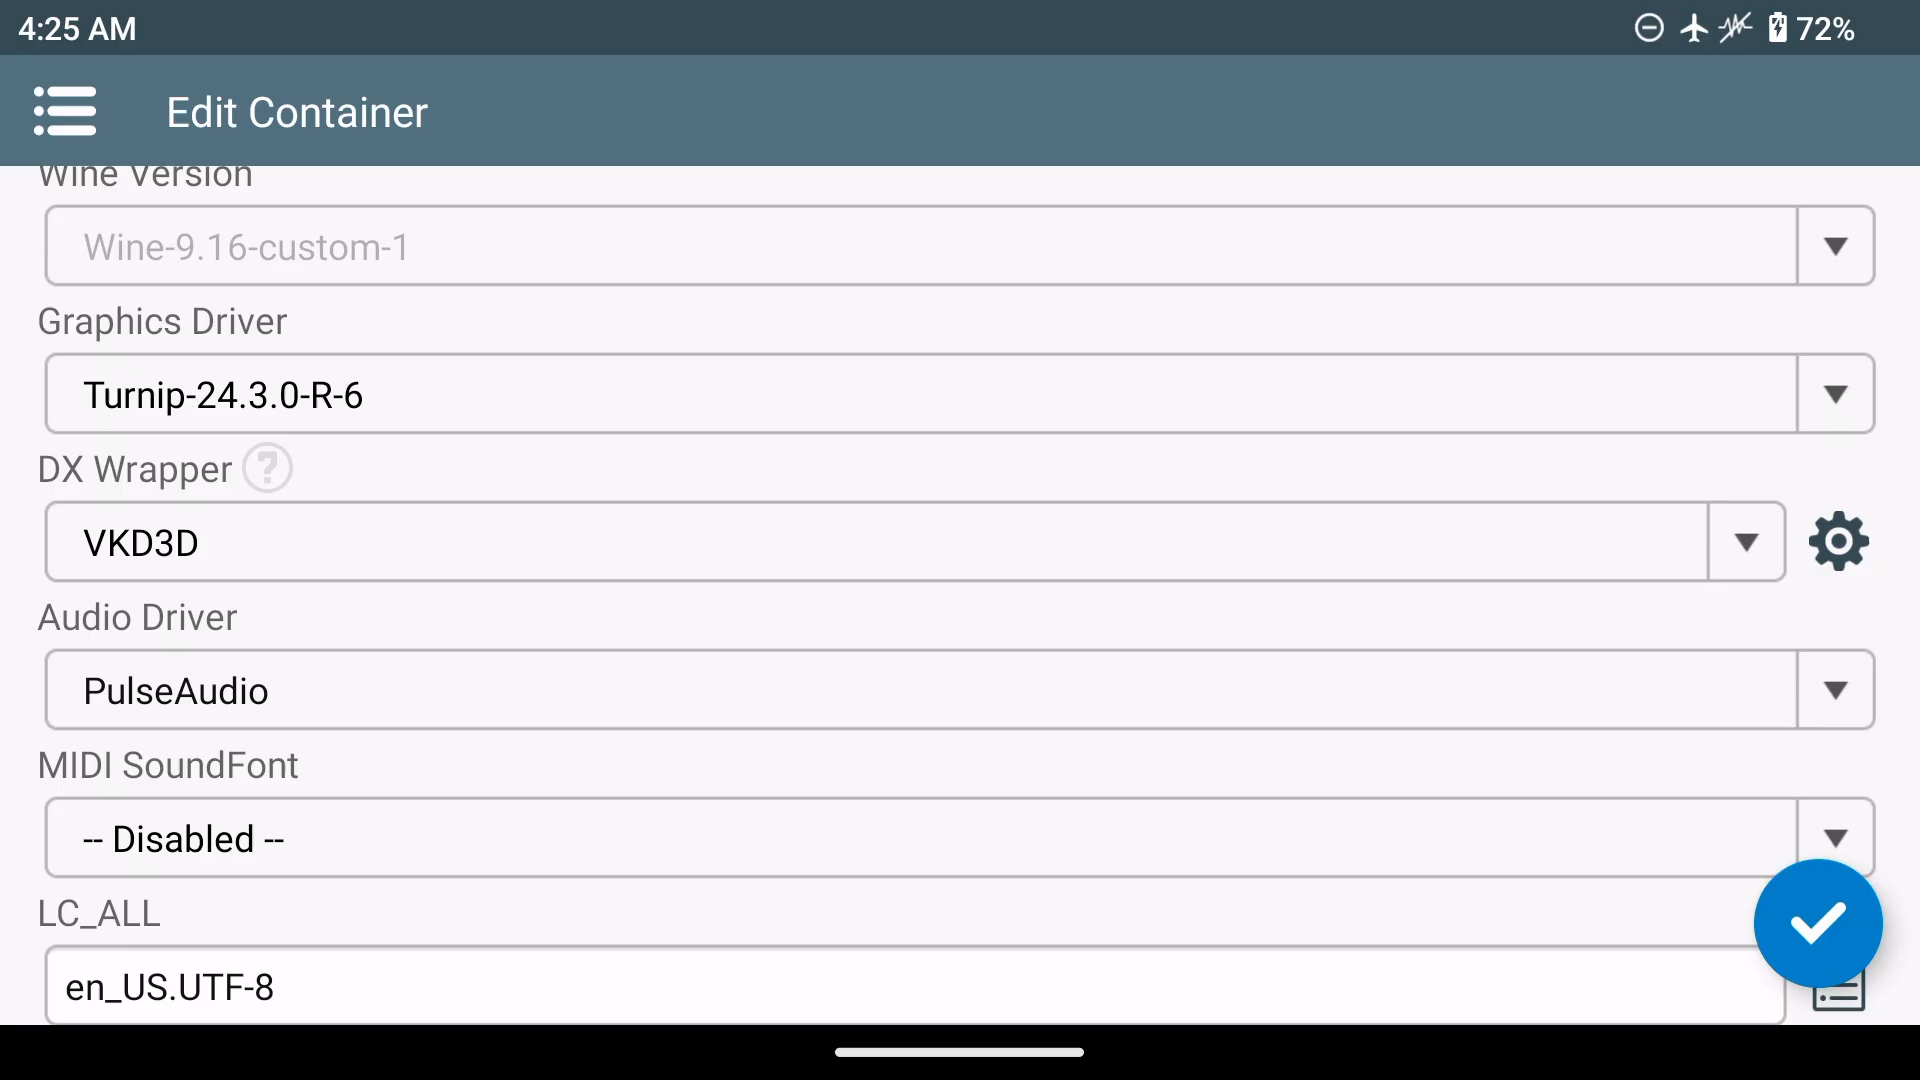 4:25 AM
72%
Edit Container
Wine Version
Wine-9.16-custom-1
Graphics Driver
Turnip-24.3.0-R-6
DX Wrapper ?
VKD3D
Audio Driver
PulseAudio
MIDI SoundFont
-- Disabled --
LC_ALL
en_US.UTF-8